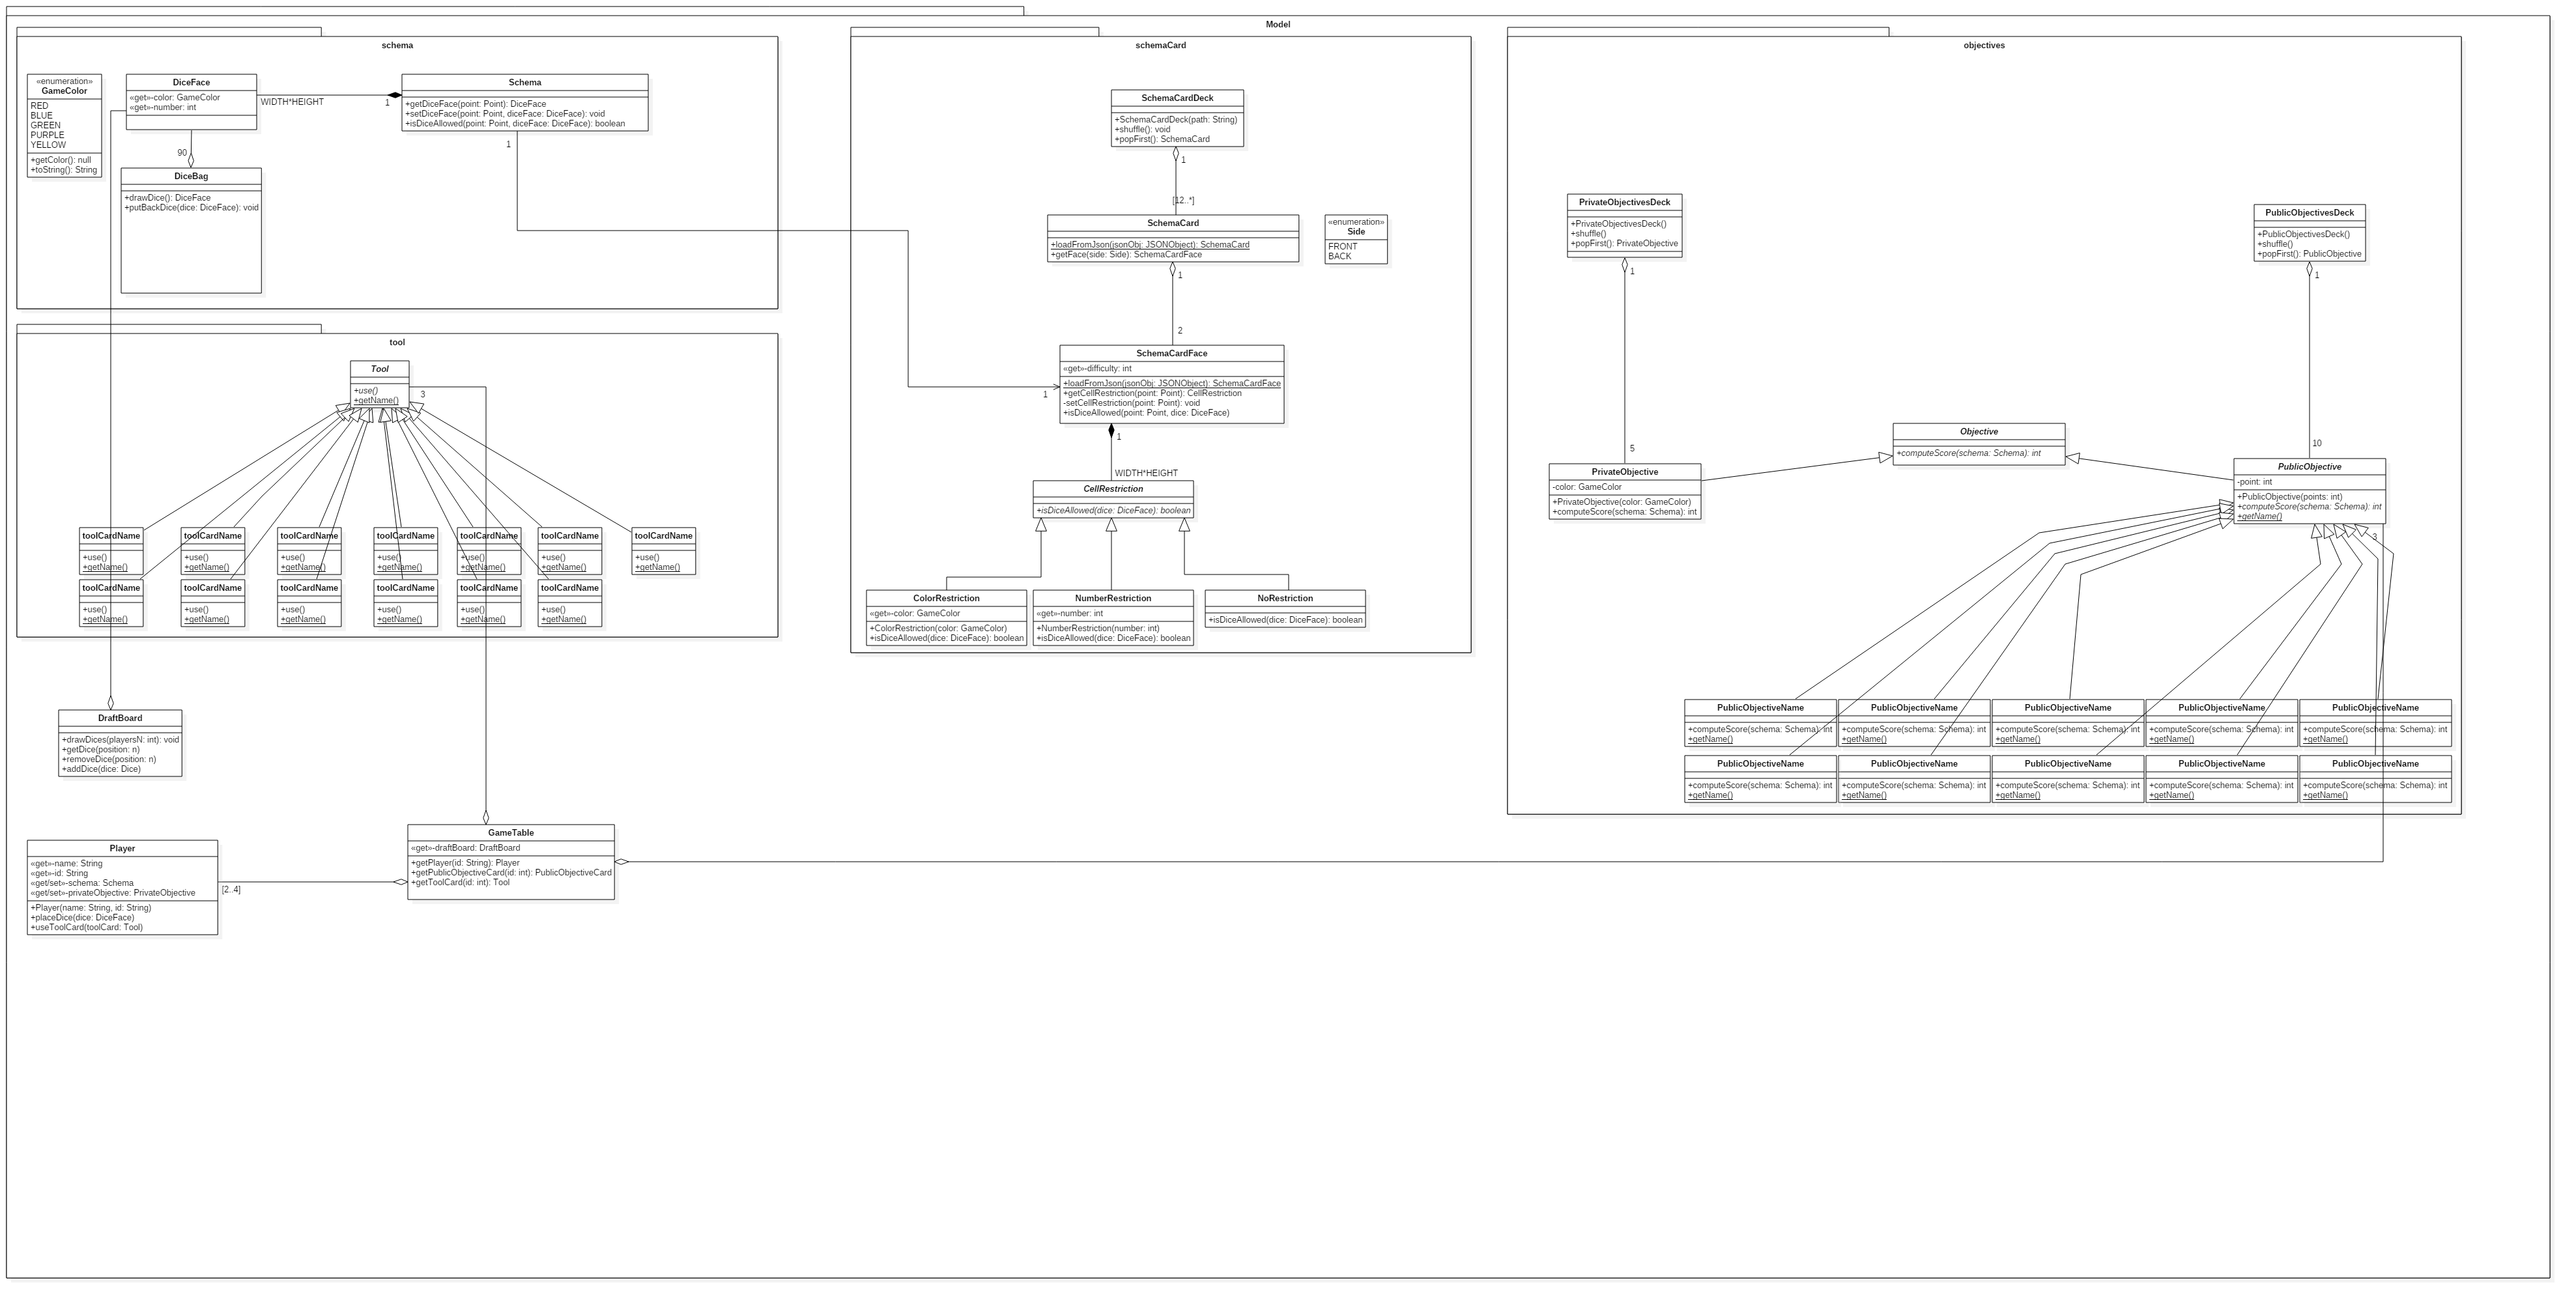 Model
schema
«enumeration»
GameColor
RED
BLUE
GREEN
PURPLE
YELLOW
+getColor(): null
+toString(): String
DiceFace
«get»-color: GameColor
«get»-number: int
WIDTH*HEIGHT
1
Schema
+getDiceFace(point: Point): DiceFace
+setDiceFace(point: Point, diceFace: DiceFace): void
+isDiceAllowed(point: Point, diceFace: DiceFace): boolean
1
90
DiceBag
+drawDice(): DiceFace
+putBackDice(dice: DiceFace): void
tool
Tool
+use()
+getName()
3
toolCardName
+use()
+getName()
toolCardName
+use()
+getName()
toolCardName
+use()
+getName()
toolCardName
+use()
+getName()
toolCardName
+use()
+getName()
toolCardName
+use()
+getName()
toolCardName
+use()
+getName()
toolCardName
+use()
+getName()
toolCardName
+use()
+getName()
toolCardName
+use()
+getName()
toolCardName
+use()
+getName()
toolCardName
+use()
+getName()
toolCardName
+use()
+getName()
schemaCard
SchemaCardDeck
+SchemaCardDeck(path: String)
+shuffle(): void
+popFirst(): SchemaCard
1
[12..*]
SchemaCard
+loadFromJson(jsonObj: JSONObject): SchemaCard
+getFace(side: Side): SchemaCardFace
«enumeration»
Side
FRONT
BACK
1
2
SchemaCardFace
«get»-difficulty: int
+loadFromJson(jsonObj: JSONObject): SchemaCardFace
+getCellRestriction(point: Point): CellRestriction
-setCellRestriction(point: Point): void
+isDiceAllowed(point: Point, dice: DiceFace)
1
1
WIDTH*HEIGHT
CellRestriction
+isDiceAllowed(dice: DiceFace): boolean
ColorRestriction
«get»-color: GameColor
+ColorRestriction(color: GameColor)
+isDiceAllowed(dice: DiceFace): boolean
NumberRestriction
«get»-number: int
+NumberRestriction(number: int)
+isDiceAllowed(dice: DiceFace): boolean
NoRestriction
+isDiceAllowed(dice: DiceFace): boolean
objectives
PrivateObjectivesDeck
+PrivateObjectivesDeck()
+shuffle()
+popFirst(): PrivateObjective
1
5
PublicObjectivesDeck
+PublicObjectivesDeck()
+shuffle()
+popFirst(): PublicObjective
1
10
Objective
+computeScore(schema: Schema): int
PrivateObjective
-color: GameColor
+PrivateObjective(color: GameColor)
+computeScore(schema: Schema): int
PublicObjective
-point: int
+PublicObjective(points: int)
+computeScore(schema: Schema): int
+getName()
3
PublicObjectiveName
+computeScore(schema: Schema): int
+getName()
PublicObjectiveName
+computeScore(schema: Schema): int
+getName()
PublicObjectiveName
+computeScore(schema: Schema): int
+getName()
PublicObjectiveName
+computeScore(schema: Schema): int
+getName()
PublicObjectiveName
+computeScore(schema: Schema): int
+getName()
PublicObjectiveName
+computeScore(schema: Schema): int
+getName()
PublicObjectiveName
+computeScore(schema: Schema): int
+getName()
PublicObjectiveName
+computeScore(schema: Schema): int
+getName()
PublicObjectiveName
+computeScore(schema: Schema): int
+getName()
PublicObjectiveName
+computeScore(schema: Schema): int
+getName()
DraftBoard
+drawDices(playersN: int): void
+getDice(position: n)
+removeDice(position: n)
+addDice(dice: Dice)
Player
«get»-name: String
«get»-id: String
«get/set»-schema: Schema
«get/set»-privateObjective: PrivateObjective
+Player(name: String, id: String)
+placeDice(dice: DiceFace)
+useToolCard(toolCard: Tool)
[2..4]
GameTable
«get»-draftBoard: DraftBoard
+getPlayer(id: String): Player
+getPublicObjectiveCard(id: int): PublicObjectiveCard
+getToolCard(id: int): Tool